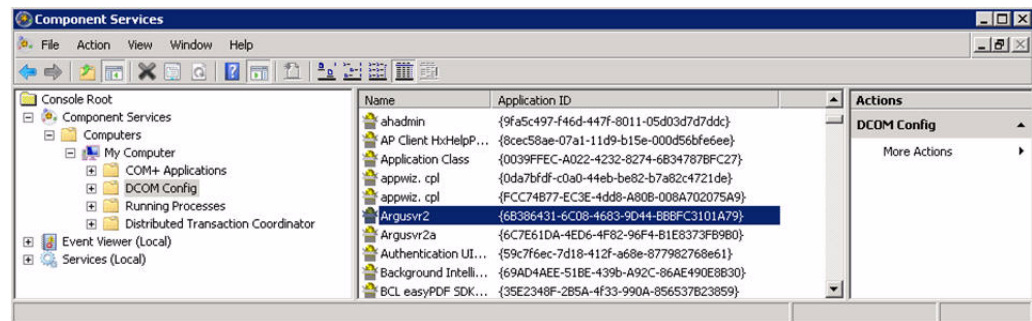 Component Services
File Action View Window Help
Console Root
Component Services
Computers
My Computer
COM+ Applications
DCOM Config
Running Processes
Distributed Transaction Coordinator
Event Viewer (Local)
Services (Local)
Name Application ID
ahadmin {9fa5c497-f46d-447f-8011-05d03d7d7ddc}
AP Client HxHelpP... {8cec58ae-07a1-11d9-b15e-000d56bfe6ee}
Application Class {0039FFEC-A022-4232-8274-6B34787BFC27}
appwiz. cpl {0da7bfdf-c0a0-44eb-be82-b7a82c4721de}
appwiz. cpl {FCC74B77-EC3E-4dd8-A80B-008A702075A9}
Argusvr2 {6B386431-6C08-4683-9D44-BBBFC3101A79}
Argusvr2a {6C7E61DA-4ED6-4F82-96F4-B1E8373FB9B0}
Authentication UI... {59c7f6ec-7d18-412f-a68e-877982768e61}
Background Intelli... {69AD4AEE-51BE-439b-A92C-86AE490E8B30}
BCL easyPDF SDK... {35E2348F-2B5A-4f33-990A-856537B23859}
Actions
DCOM Config
More Actions